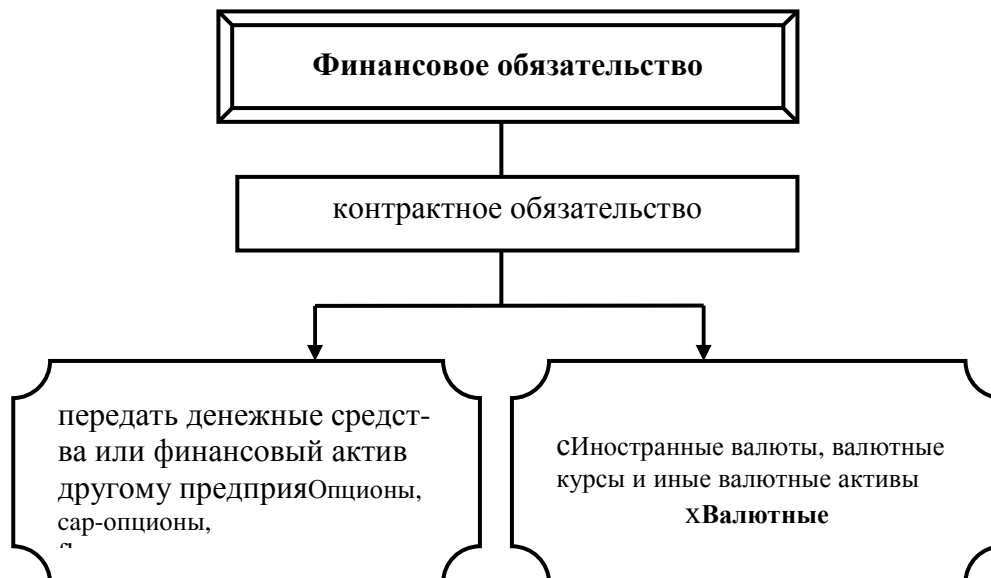 Финансовое обязательство
контрактное обязательство
передать денежные средст-
ва или финансовый актив
другому предприяОпционы,
cap-опционы,
сИностранные валюты, валютные
курсы и иные валютные активы
хВалютные